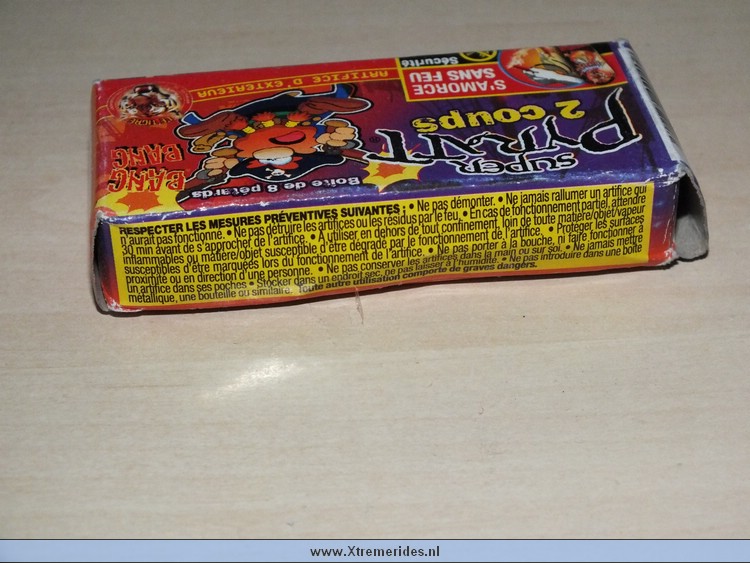 S'AMORCE
SANS FEU
Sécurité
ARTIFICE D'EXTERIEUR
SUPER
PYRAT®
2 coups
BANG
BANG
Boîte de 8 pétards
RESPECTER LES MESURES PRÉVENTIVES SUIVANTES : • Ne pas démonter. • Ne jamais rallumer un artifice qui
n'aurait pas fonctionné. • Ne pas détruire les artifices ou les résidus par le feu. • En cas de fonctionnement partiel, attendre
30 min avant de s'approcher de l'artifice. • A utiliser en dehors de tout confinement, loin de toute matière/objet/vapeur
inflammables ou matière/objet susceptible d'être dégradé par le fonctionnement de l'artifice. • Protéger les surfaces
susceptibles d'être marquées lors du fonctionnement de l'artifice. • Ne pas porter à la bouche, ni faire fonctionner à
proximité ou en direction d'une personne. • Ne pas conserver les artifices dans la main ou sur soi. • Ne jamais mettre
un artifice dans ses poches • Stocker dans un endroit sec, ne pas laisser à l'humidité. • Ne pas introduire dans une boîte
métallique, une bouteille ou similaire. Toute autre utilisation comporte de graves dangers.
www.Xtremerides.nl